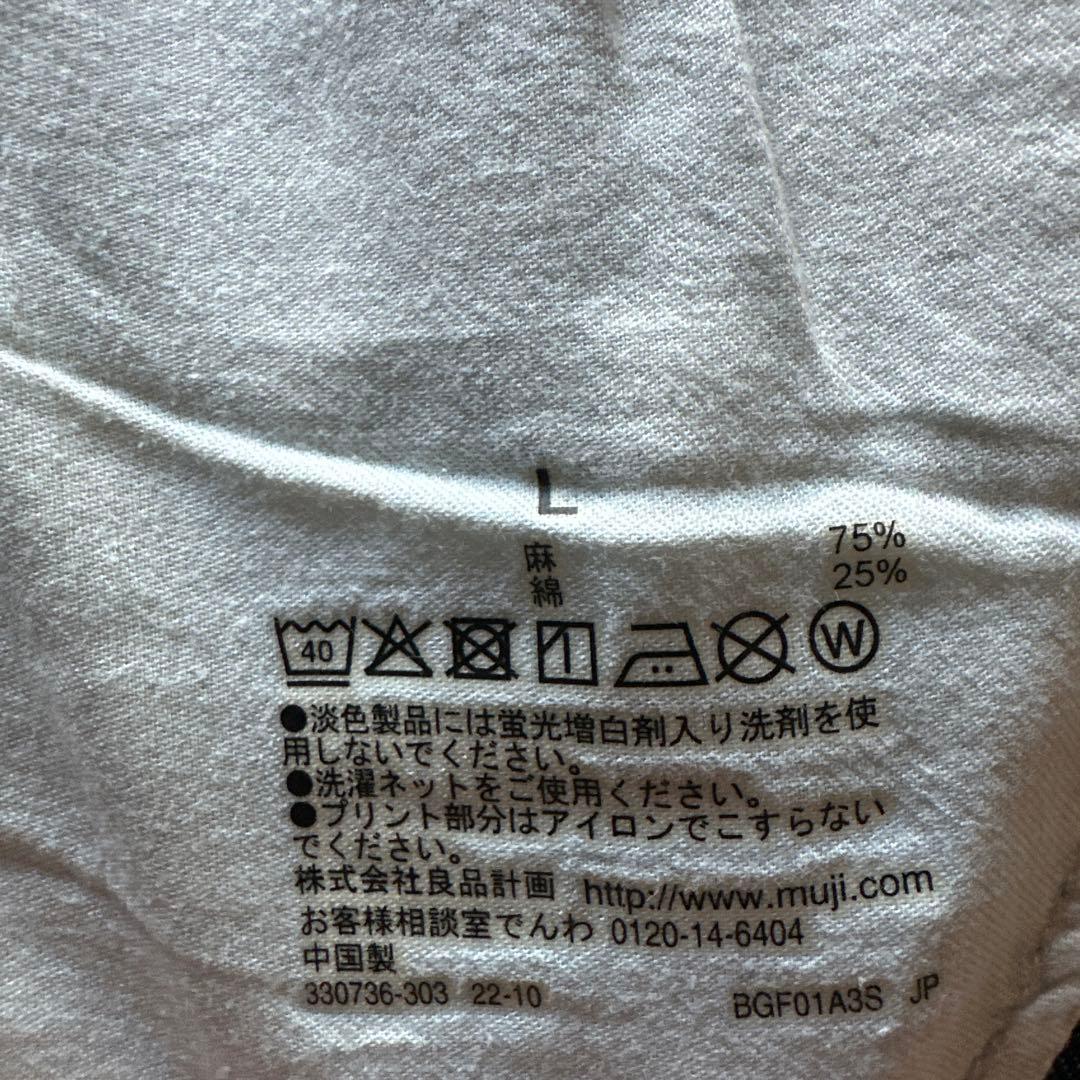 L
麻 75%
綿 25%
40 W
●淡色製品には蛍光増白剤入り洗剤を使
用しないでください。
●洗濯ネットをご使用ください。
●プリント部分はアイロンでこすらない
でください。
株式会社良品計画 http://www.muji.com
お客様相談室でんわ 0120-14-6404
中国製
330736-303 22-10 BGF01A3S JP